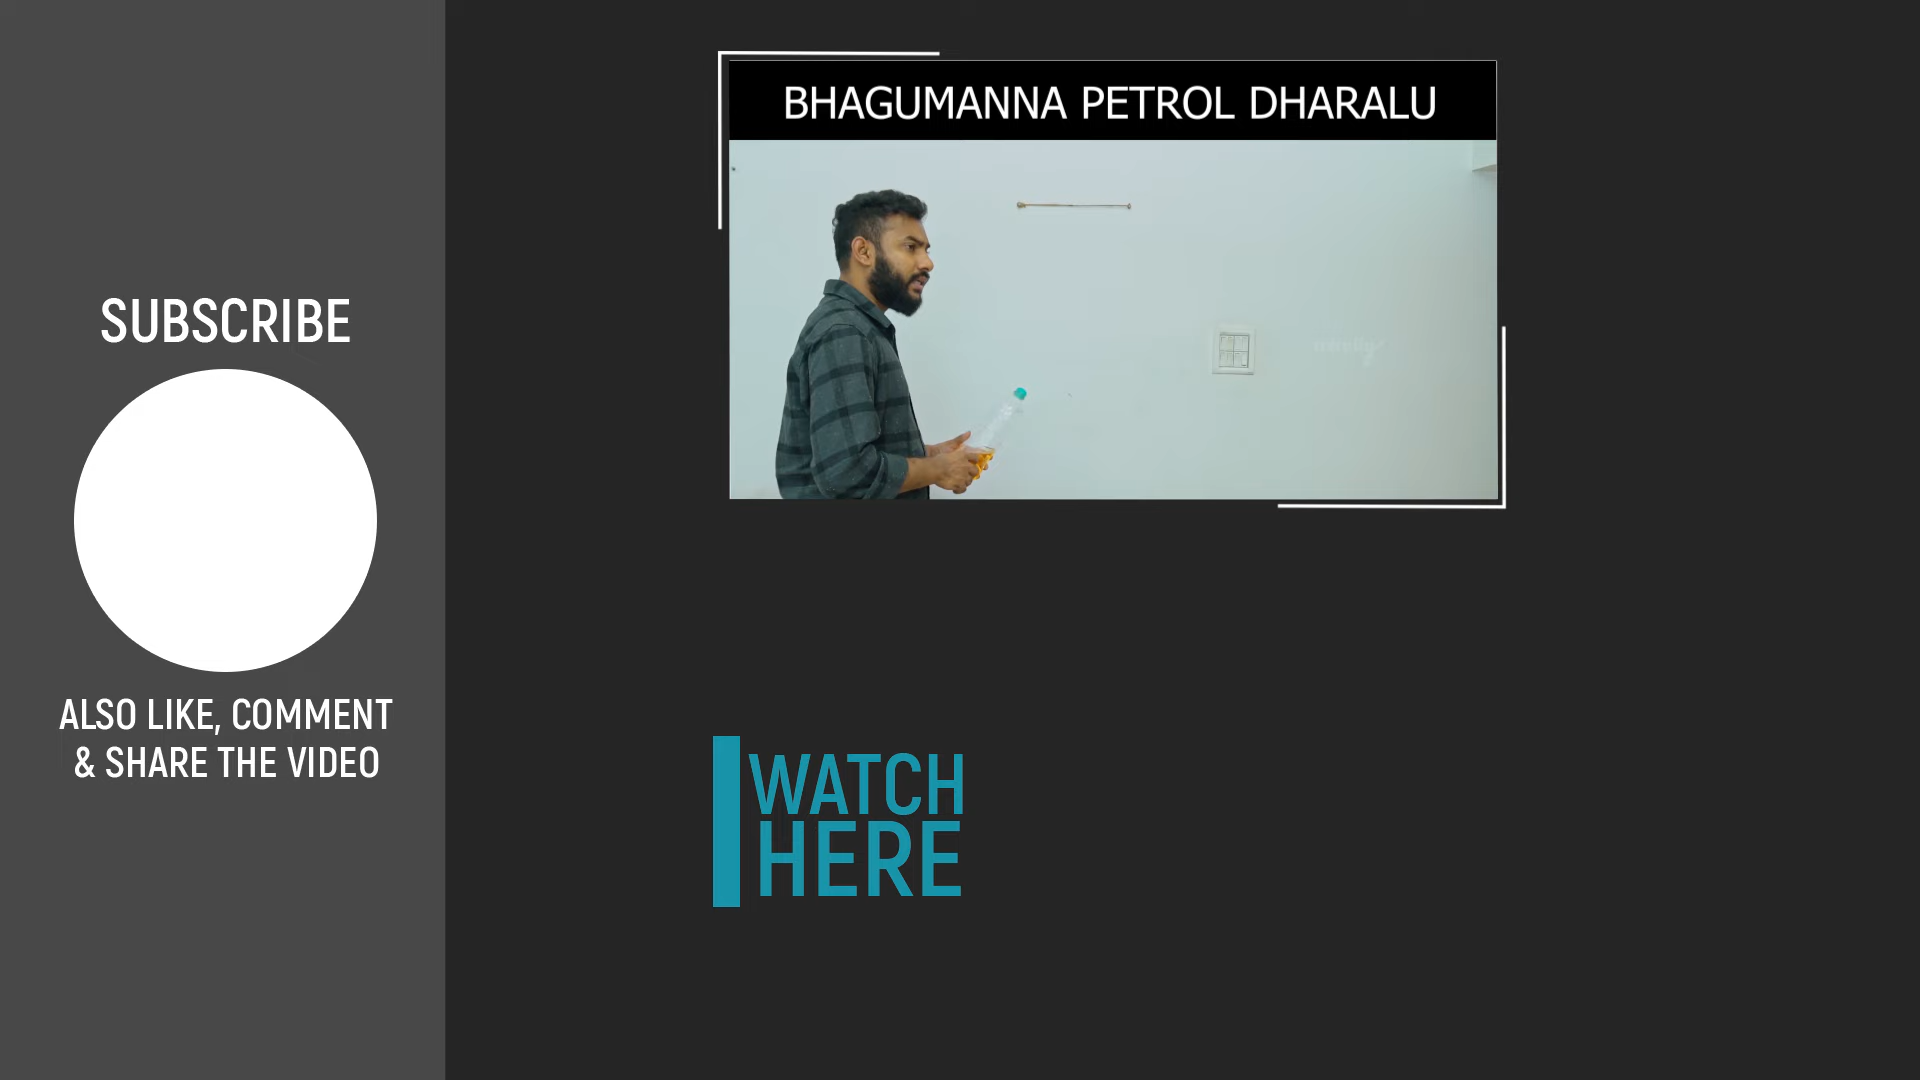 SUBSCRIBE
ALSO LIKE, COMMENT
& SHARE THE VIDEO
BHAGUMANNA PETROL DHARALU
WATCH
HERE